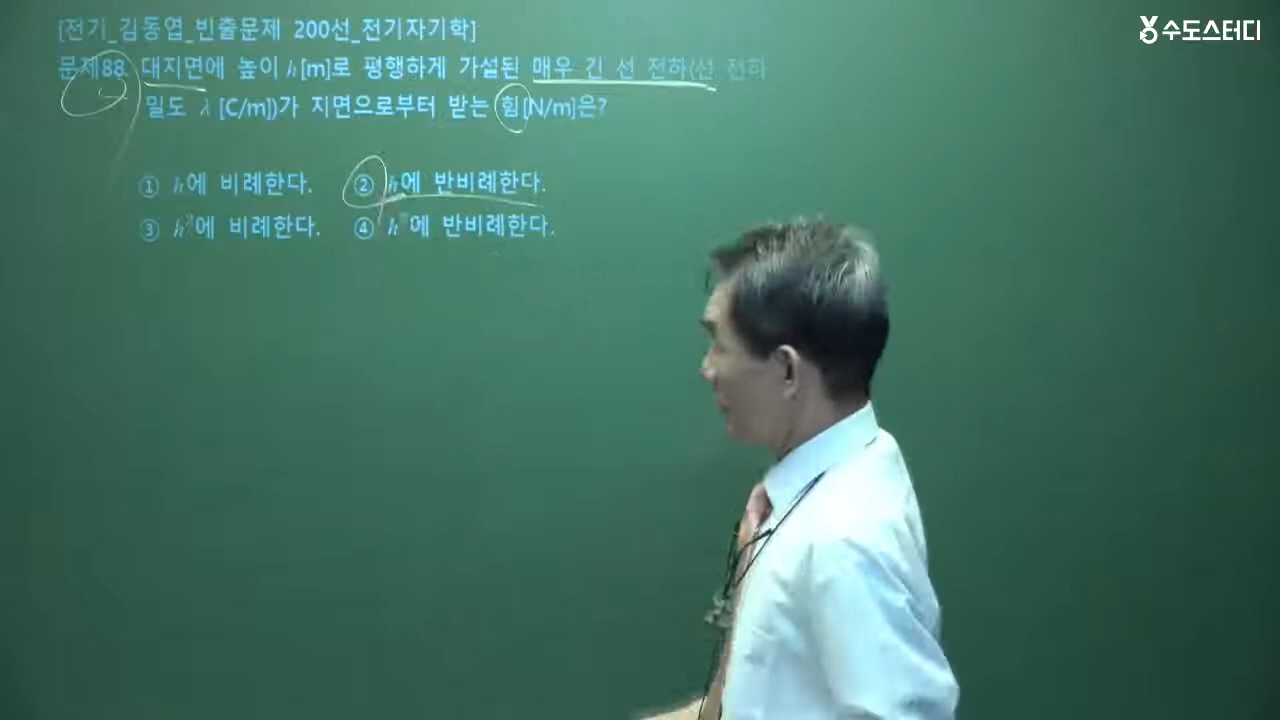 [전기_김동엽_빈출문제 200선_전기자기학]
수도스터디
문제88. 대지면에 높이 h[m]로 평행하게 가설된 매우 긴 선 전하(선 전하
밀도 λ [C/m])가 지면으로부터 받는 힘[N/m]은?
① h에 비례한다. ② h에 반비례한다.
③ h²에 비례한다. ④ h²에 반비례한다.